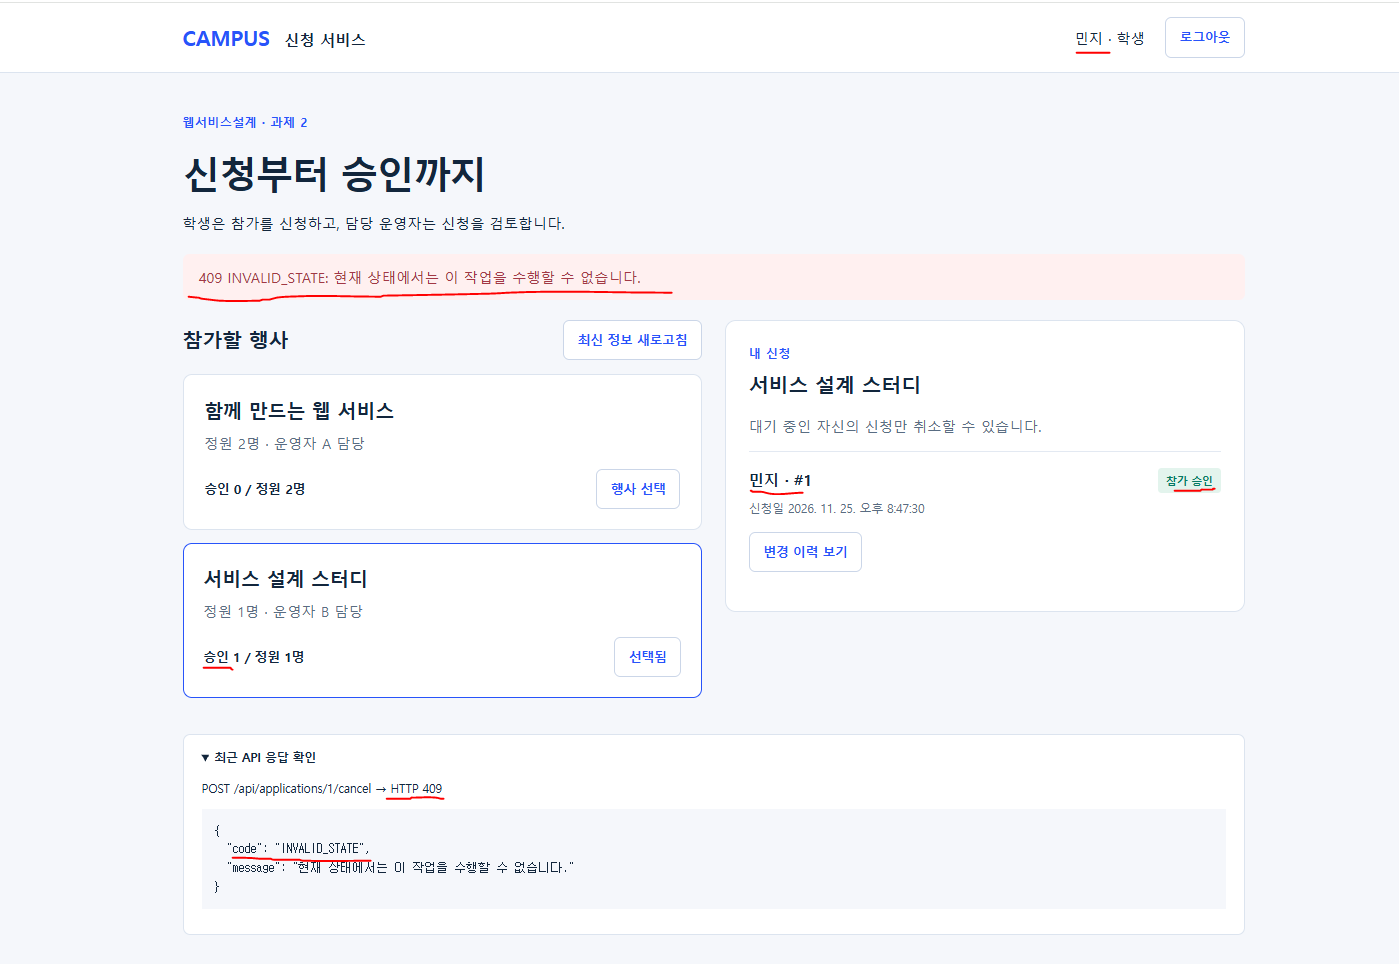 CAMPUS 신청 서비스
민지 · 학생
로그아웃
웹서비스설계 · 과제 2
신청부터 승인까지
학생은 참가를 신청하고, 담당 운영자는 신청을 검토합니다.
409 INVALID_STATE: 현재 상태에서는 이 작업을 수행할 수 없습니다.
참가할 행사
최신 정보 새로고침
함께 만드는 웹 서비스
정원 2명 · 운영자 A 담당
승인 0 / 정원 2명
행사 선택
서비스 설계 스터디
정원 1명 · 운영자 B 담당
승인 1 / 정원 1명
선택됨
내 신청
서비스 설계 스터디
대기 중인 자신의 신청만 취소할 수 있습니다.
민지 · #1
참가 승인
신청일 2026. 11. 25. 오후 8:47:30
변경 이력 보기
▼ 최근 API 응답 확인
POST /api/applications/1/cancel → HTTP 409
{
"code": "INVALID_STATE",
"message": "현재 상태에서는 이 작업을 수행할 수 없습니다."
}